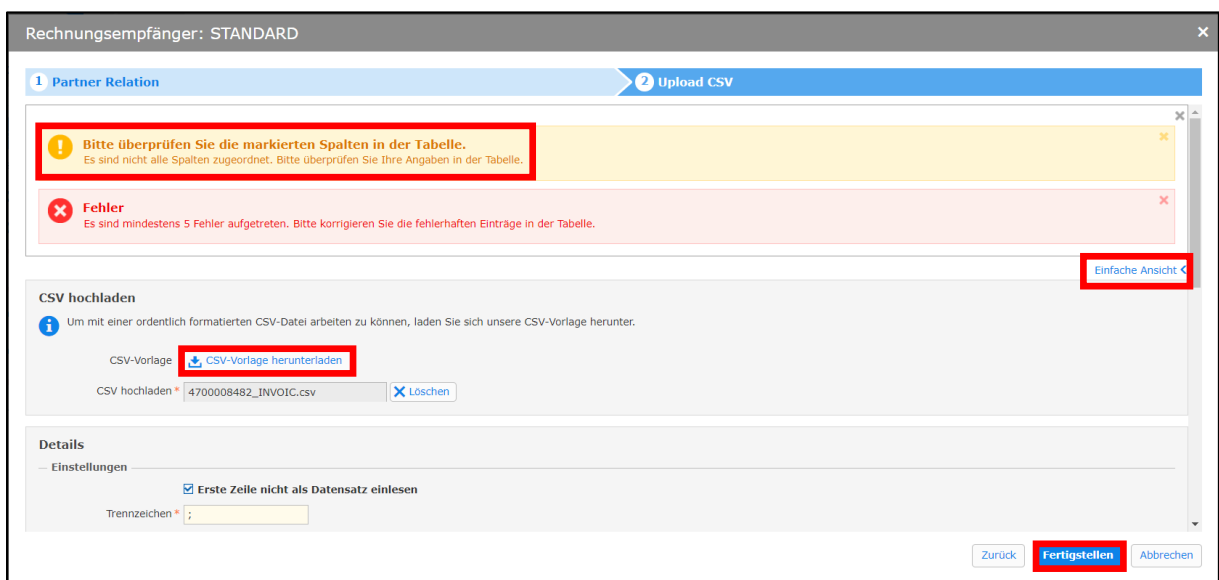 Rechnungsempfänger: STANDARD
1 Partner Relation
2 Upload CSV
Bitte überprüfen Sie die markierten Spalten in der Tabelle.
Es sind nicht alle Spalten zugeordnet. Bitte überprüfen Sie Ihre Angaben in der Tabelle.
Fehler
Es sind mindestens 5 Fehler aufgetreten. Bitte korrigieren Sie die fehlerhaften Einträge in der Tabelle.
Einfache Ansicht
CSV hochladen
Um mit einer ordentlich formatierten CSV-Datei arbeiten zu können, laden Sie sich unsere CSV-Vorlage herunter.
CSV-Vorlage CSV-Vorlage herunterladen
CSV hochladen * 4700008482_INVOIC.csv Löschen
Details
Einstellungen
Erste Zeile nicht als Datensatz einlesen
Trennzeichen * ;
Zurück Fertigstellen Abbrechen